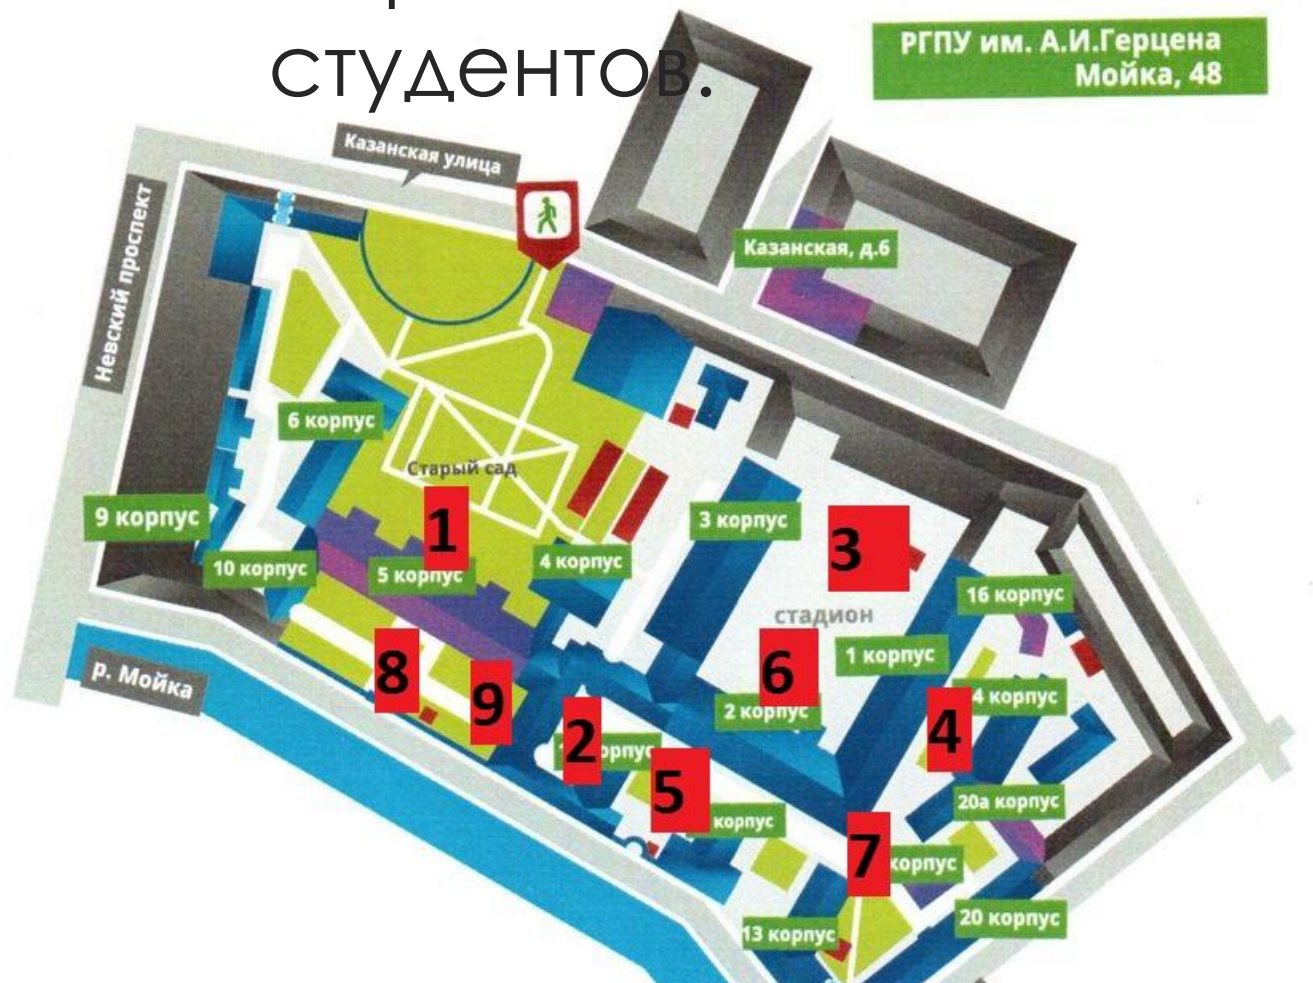 студентов.
РГПУ им. А.И.Герцена
Мойка, 48
Казанская улица
Невский проспект
Казанская, д.6
6 корпус
Старый сад
9 корпус
1
3 корпус
3
10 корпус
5 корпус
4 корпус
16 корпус
стадион
1 корпус
8
6
р. Мойка
9
2 корпус
4 корпус
4
2
орпус
5
20а корпус
корпус
7
корпус
13 корпус
20 корпус